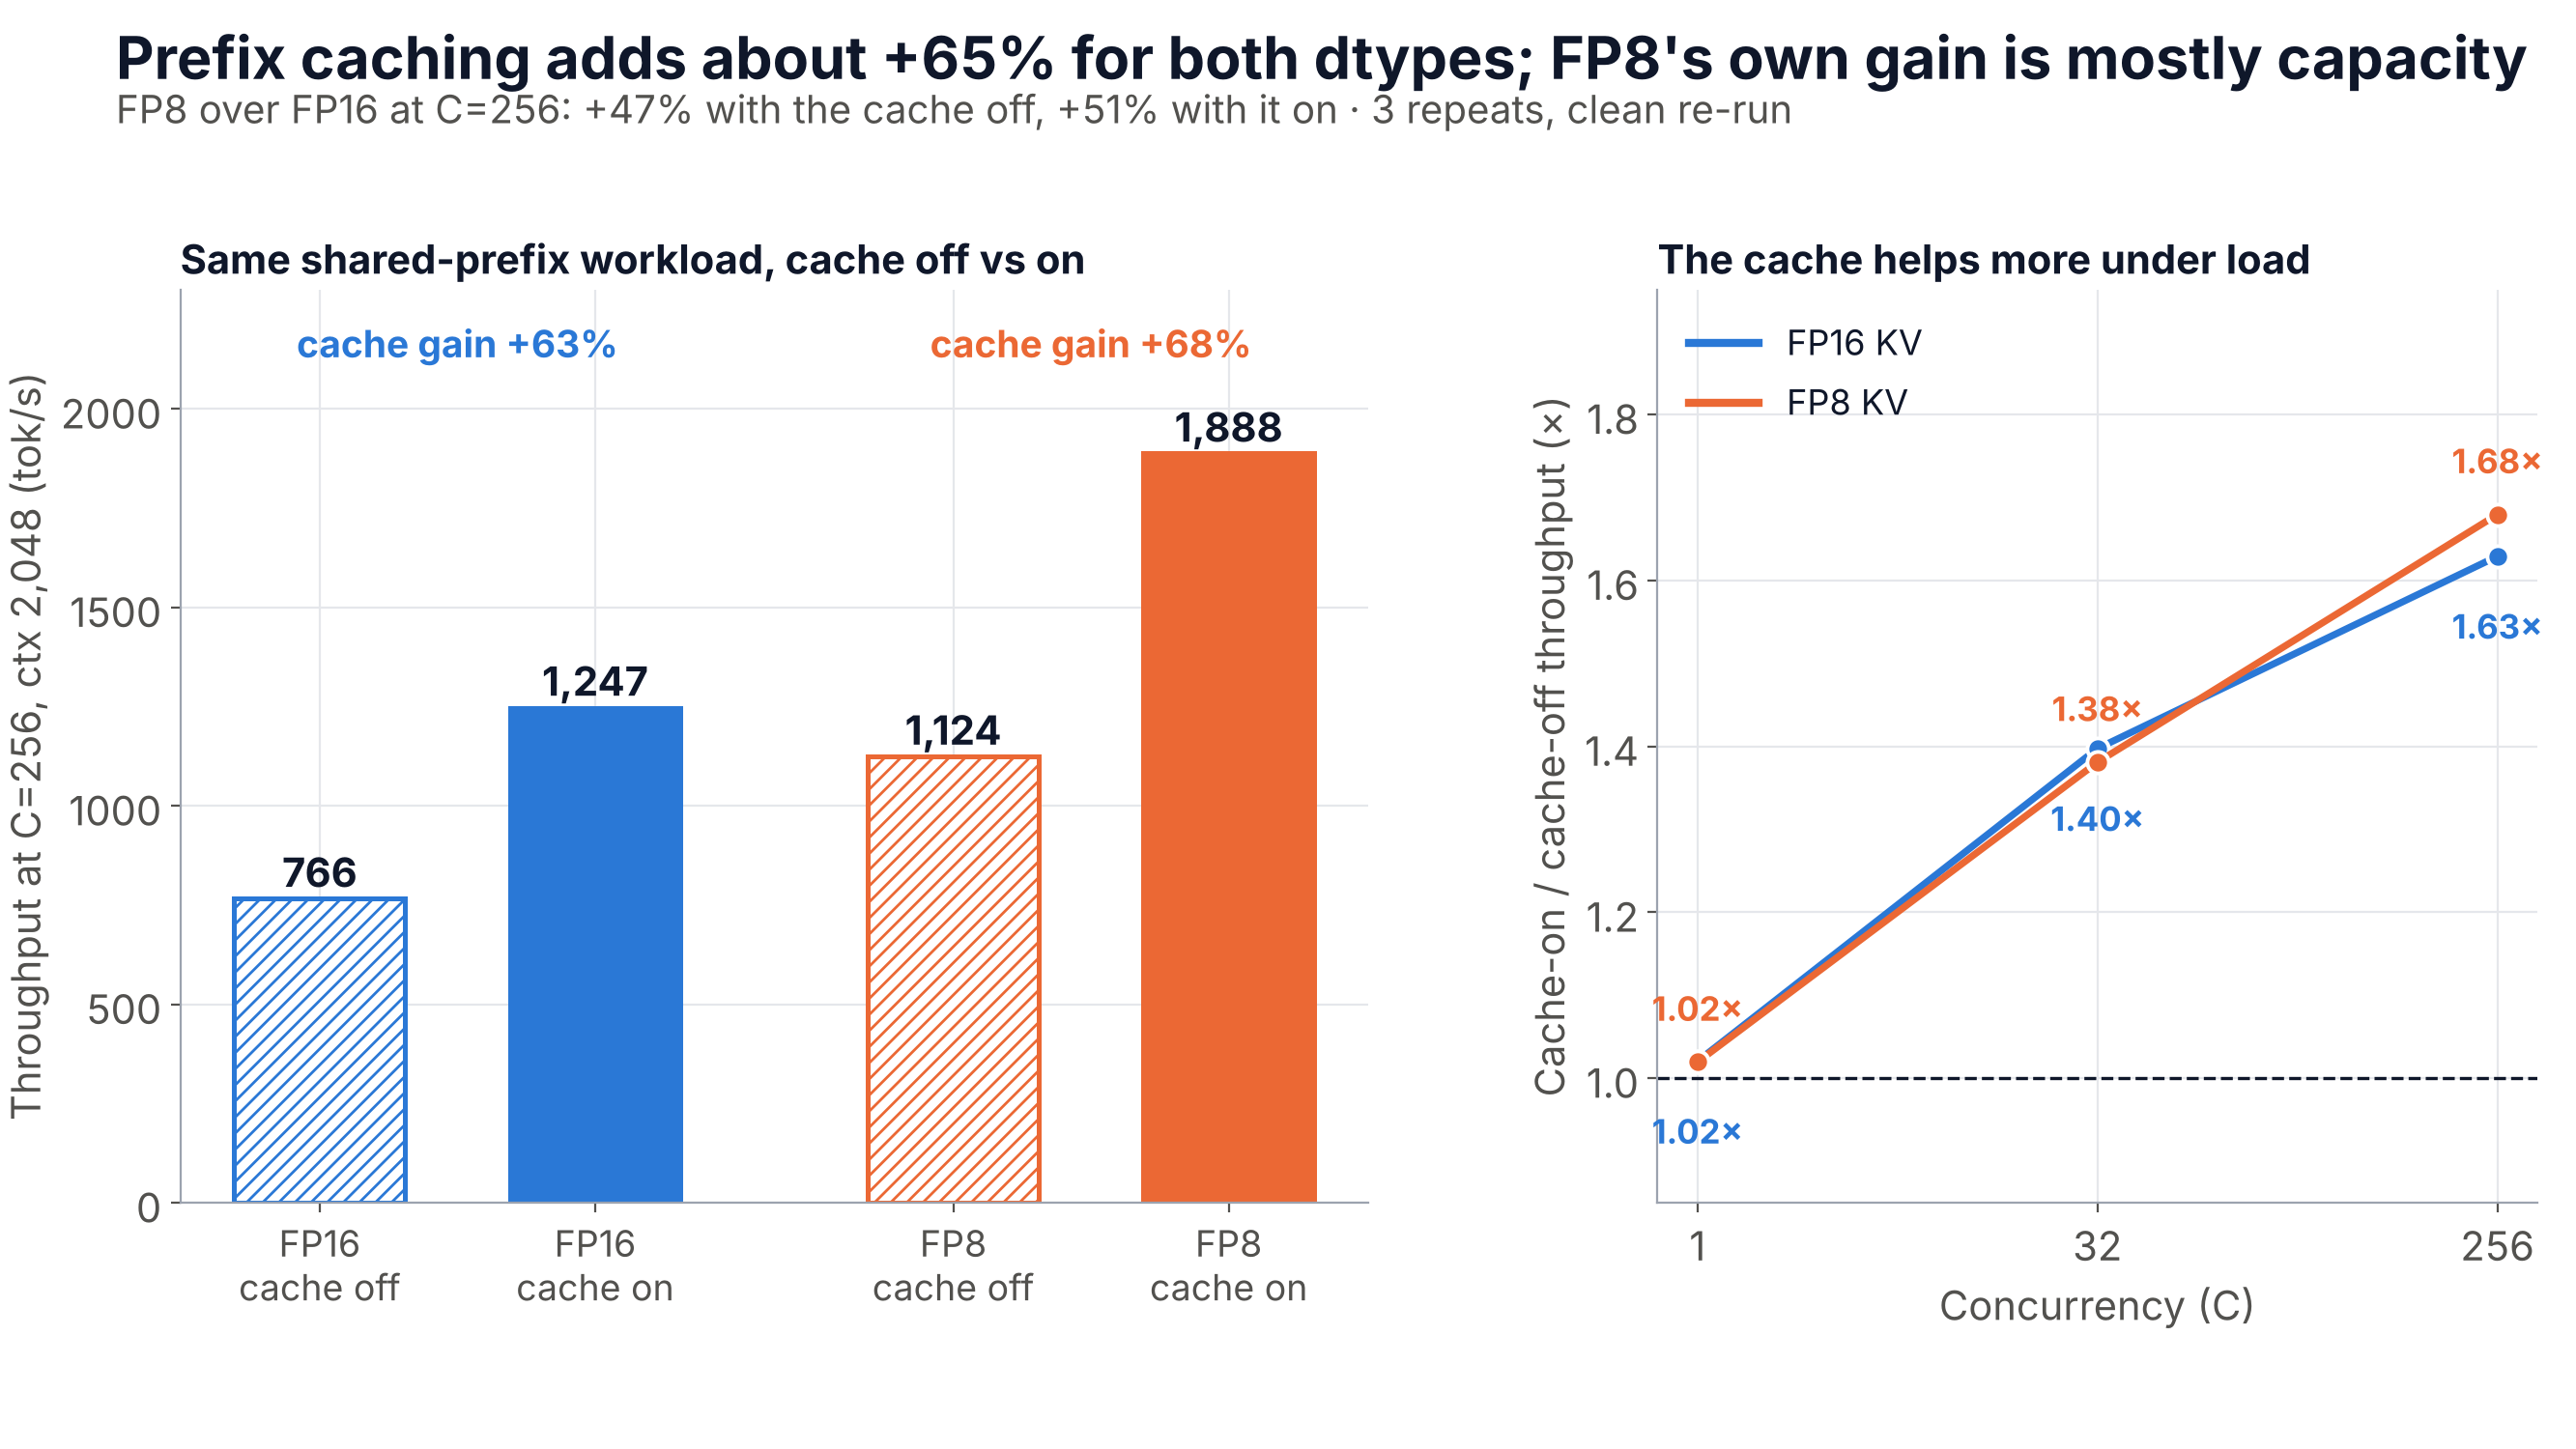 Prefix caching adds about +65% for both dtypes; FP8's own gain is mostly capacity
FP8 over FP16 at C=256: +47% with the cache off, +51% with it on · 3 repeats, clean re-run
Same shared-prefix workload, cache off vs on
cache gain +63%
cache gain +68%
Throughput at C=256, ctx 2,048 (tok/s)
2000
1500
1000
500
0
766
1,247
1,124
1,888
FP16
cache off
FP16
cache on
FP8
cache off
FP8
cache on
The cache helps more under load
FP16 KV
FP8 KV
Cache-on / cache-off throughput (×)
1.8
1.6
1.4
1.2
1.0
1.68×
1.63×
1.38×
1.40×
1.02×
1.02×
1
32
256
Concurrency (C)